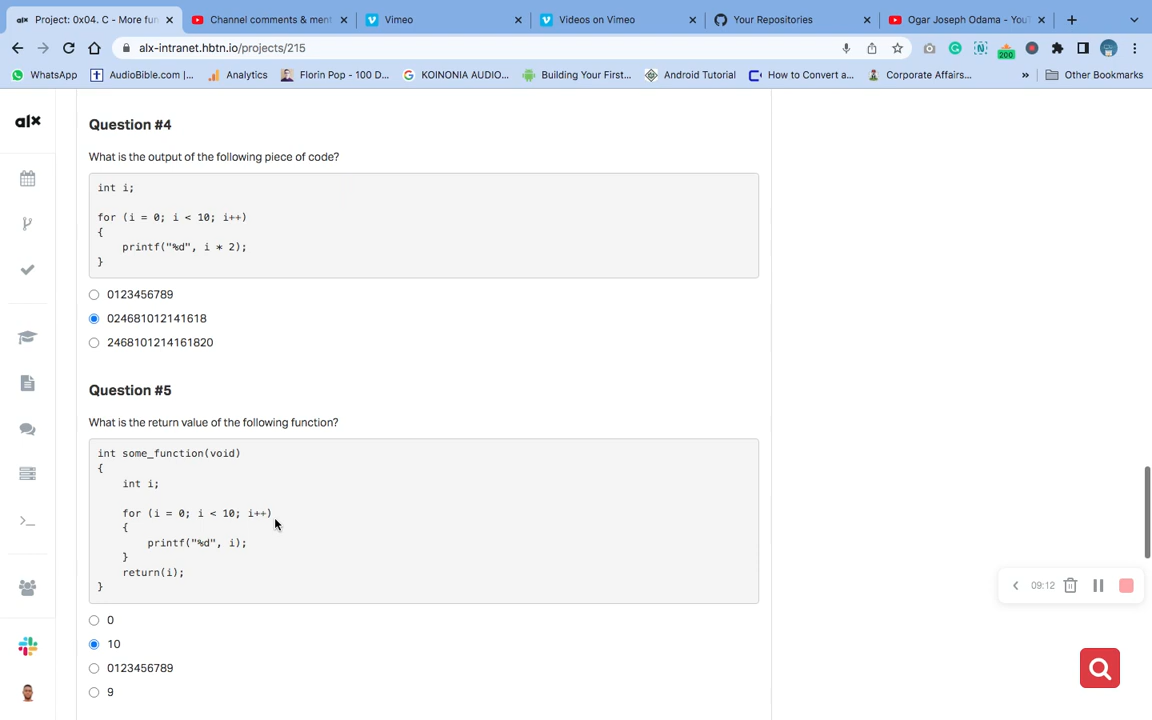 Project: 0x04. C - More fun
Channel comments & ment
Vimeo
Videos on Vimeo
Your Repositories
Ogar Joseph Odama - YouT
alx-intranet.hbtn.io/projects/215
200
WhatsApp
AudioBible.com |...
Analytics
Florin Pop - 100 D...
KOINONIA AUDIO...
Building Your First...
Android Tutorial
How to Convert a...
Corporate Affairs...
»
Other Bookmarks
alx
Question #4
What is the output of the following piece of code?
int i;
for (i = 0; i < 10; i++)
{
printf("%d", i * 2);
}
0123456789
024681012141618
2468101214161820
Question #5
What is the return value of the following function?
int some_function(void)
{
int i;
for (i = 0; i < 10; i++)
{
printf("%d", i);
}
return(i);
}
0
10
0123456789
9
09:12